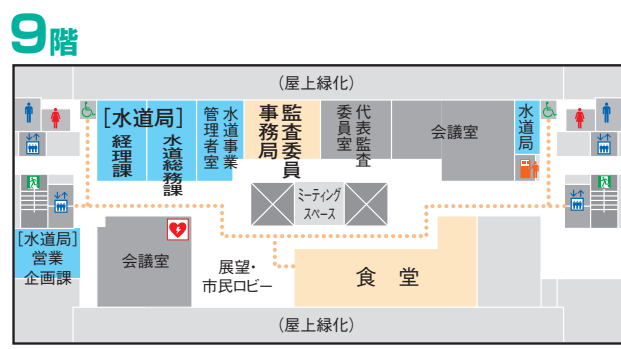 9階
(屋上緑化)
[水道局]
経理課
水道総務課
水道事業
管理者室
監査委員
事務局
代表監査
委員室
会議室
水道局
ミーティング
スペース
[水道局]
営業
企画課
会議室
展望・
市民ロビー
食堂
(屋上緑化)